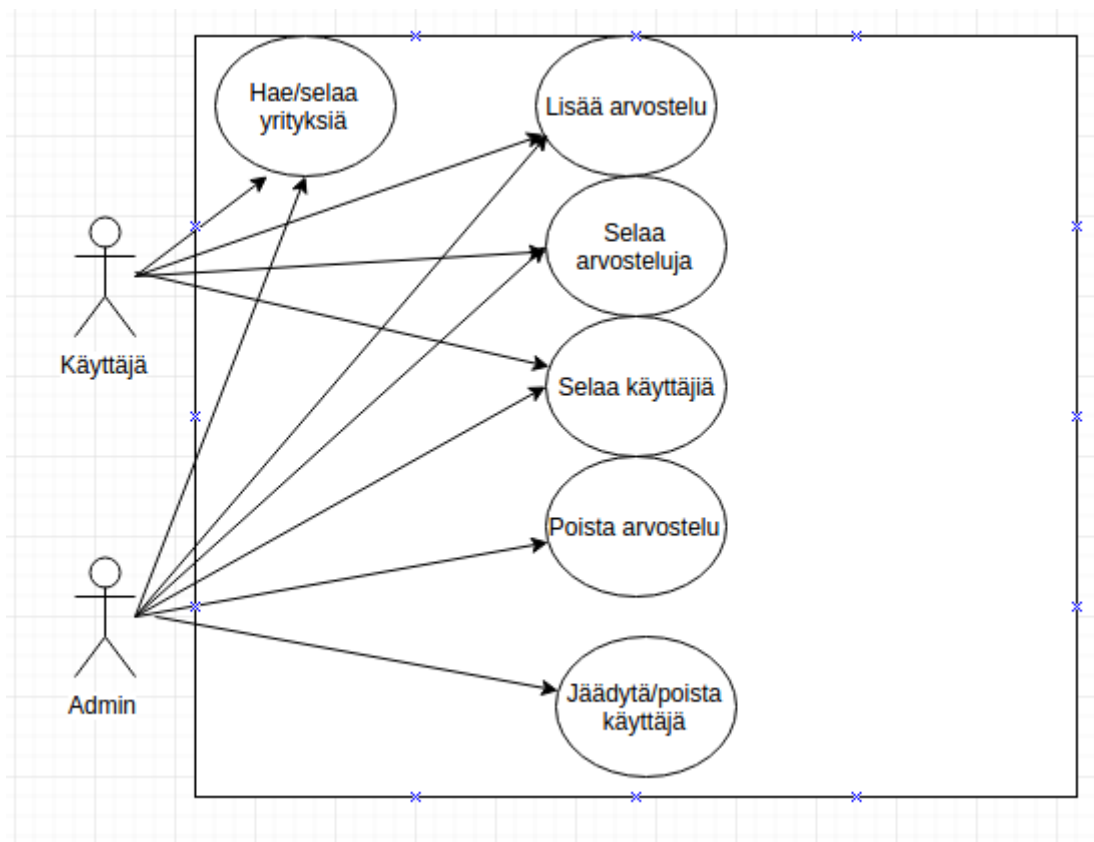 Hae/selaa
yrityksiä
Lisää arvostelu
Selaa
arvosteluja
Käyttäjä
Selaa käyttäjiä
Poista arvostelu
Admin
Jäädytä/poista
käyttäjä